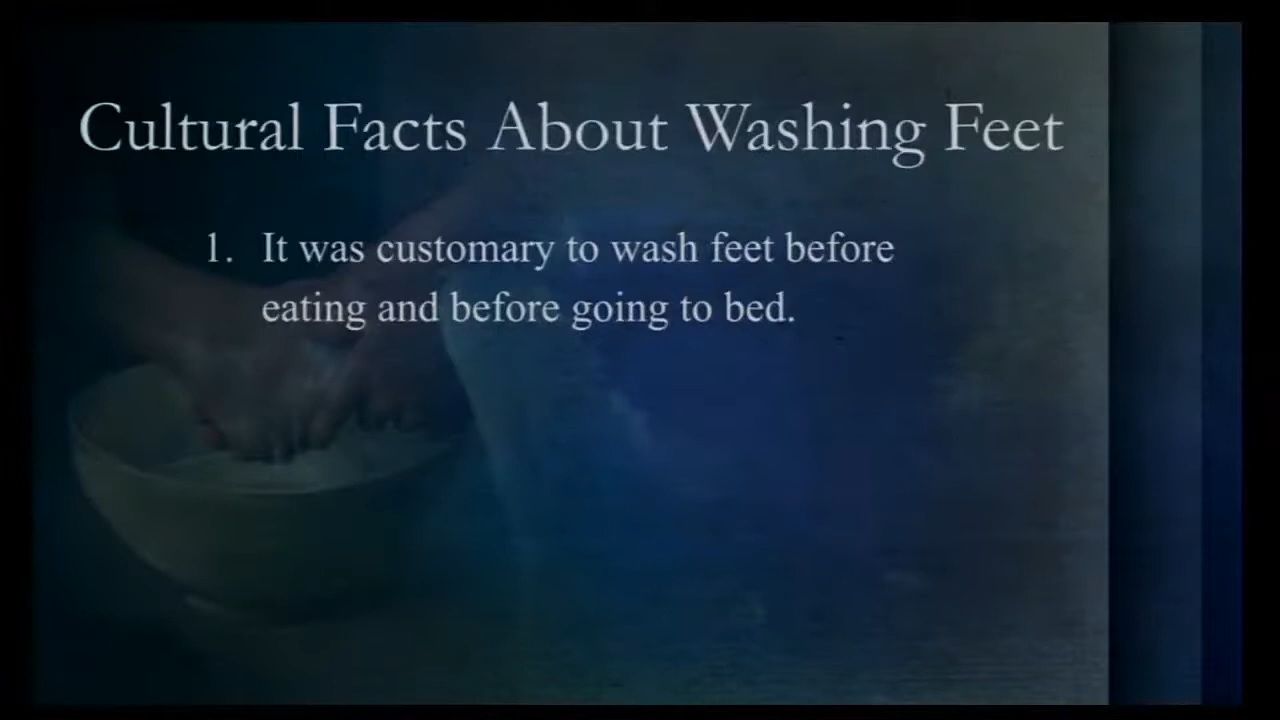 Cultural Facts About Washing Feet
1. It was customary to wash feet before
eating and before going to bed.